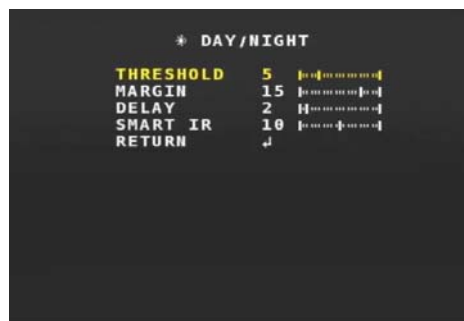 ☼ DAY/NIGHT
THRESHOLD 5
MARGIN 15
DELAY 2
SMART IR 10
RETURN ↲